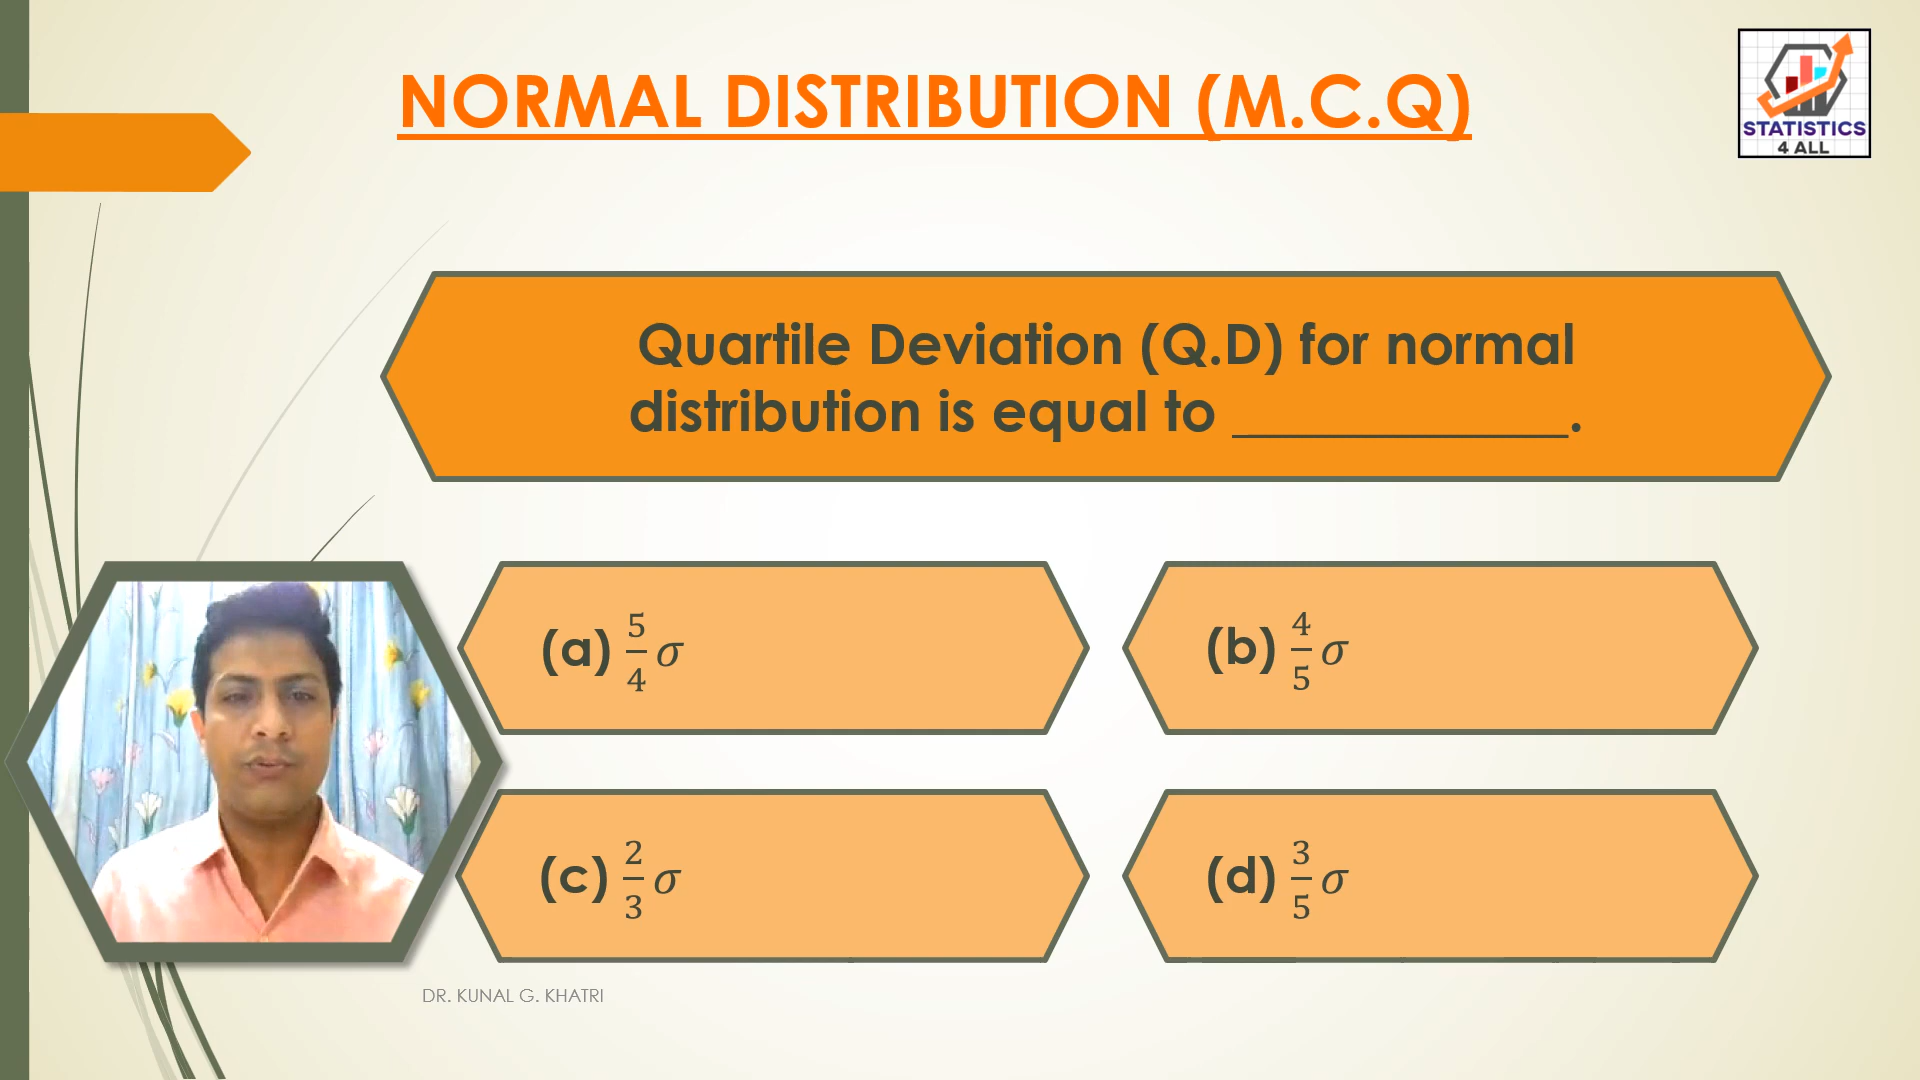 NORMAL DISTRIBUTION (M.C.Q)
STATISTICS
4 ALL
Quartile Deviation (Q.D) for normal
distribution is equal to ____________.
(a) 5/4 σ
(b) 4/5 σ
(c) 2/3 σ
(d) 3/5 σ
DR. KUNAL G. KHATRI